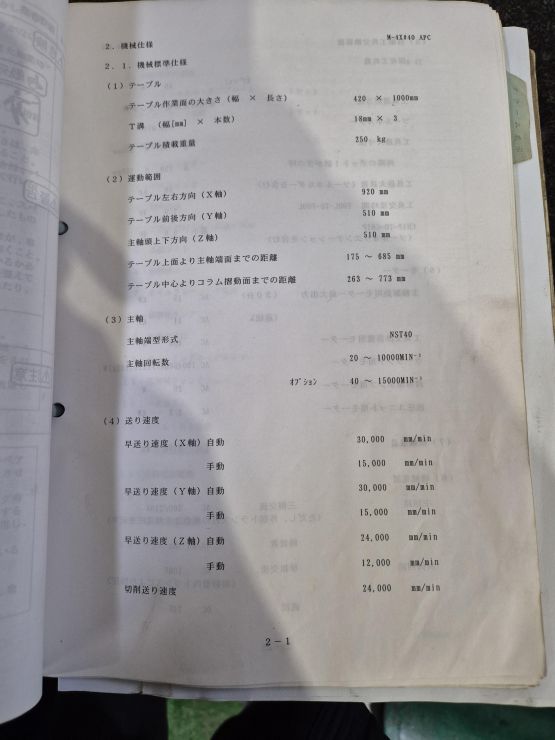 M-4X#40 APC
2．機械仕様
2．1．機械標準仕様
(1) テーブル
テーブル作業面の大きさ (幅 × 長さ) 420 × 1000mm
T溝 (幅[mm] × 本数) 18mm × 3
テーブル積載重量 250 kg
(2) 運動範囲
テーブル左右方向 (X軸) 920 mm
テーブル前後方向 (Y軸) 510 mm
主軸頭上下方向 (Z軸) 510 mm
テーブル上面より主軸端面までの距離 175 ～ 685 mm
テーブル中心よりコラム摺動面までの距離 263 ～ 773 mm
(3) 主軸
主軸端型形式 NST40
主軸回転数 20 ～ 10000MIN⁻¹
ｵﾌﾟｼｮﾝ 40 ～ 15000MIN⁻¹
(4) 送り速度
早送り速度 (X軸) 自動 30,000 mm/min
手動 15,000 mm/min
早送り速度 (Y軸) 自動 30,000 mm/min
手動 15,000 mm/min
早送り速度 (Z軸) 自動 24,000 mm/min
手動 12,000 mm/min
切削送り速度 24,000 mm/min
2－1